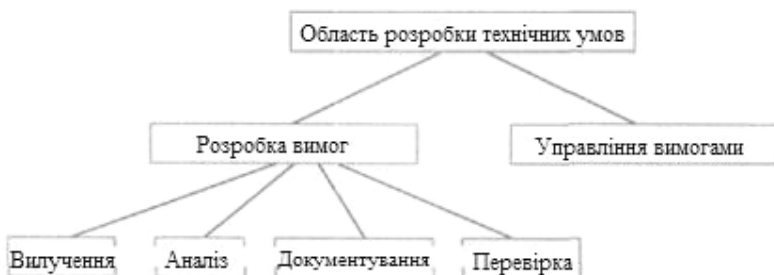 Область розробки технічних умов
Розробка вимог
Управління вимогами
Вилучення
Аналіз
Документування
Перевірка